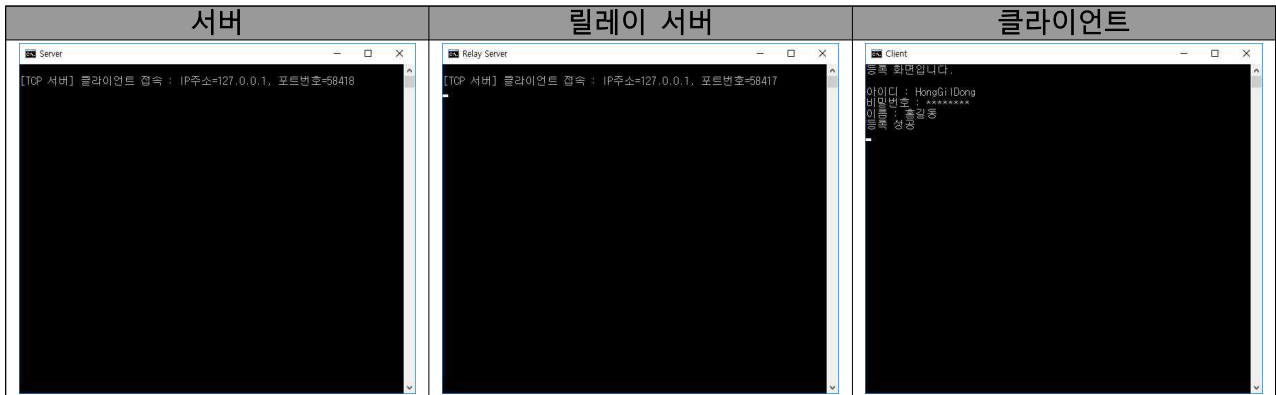 서버
릴레이 서버
클라이언트
Server
[TCP 서버] 클라이언트 접속 : IP주소=127.0.0.1, 포트번호=58418
Relay Server
[TCP 서버] 클라이언트 접속 : IP주소=127.0.0.1, 포트번호=58417
Client
등록 화면입니다.
아이디 : HongGilDong
비밀번호 : ********
이름 : 홍길동
등록 성공